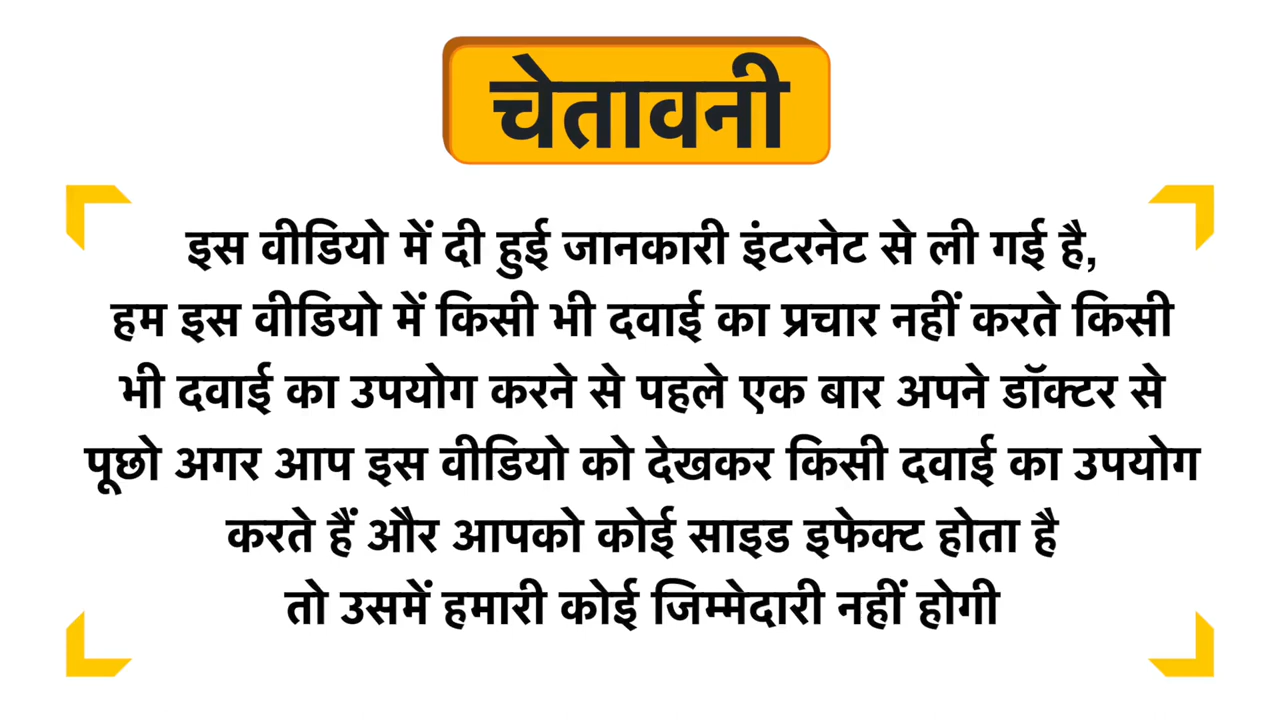 चेतावनी
इस वीडियो में दी हुई जानकारी इंटरनेट से ली गई है,
हम इस वीडियो में किसी भी दवाई का प्रचार नहीं करते किसी
भी दवाई का उपयोग करने से पहले एक बार अपने डॉक्टर से
पूछो अगर आप इस वीडियो को देखकर किसी दवाई का उपयोग
करते हैं और आपको कोई साइड इफेक्ट होता है
तो उसमें हमारी कोई जिम्मेदारी नहीं होगी